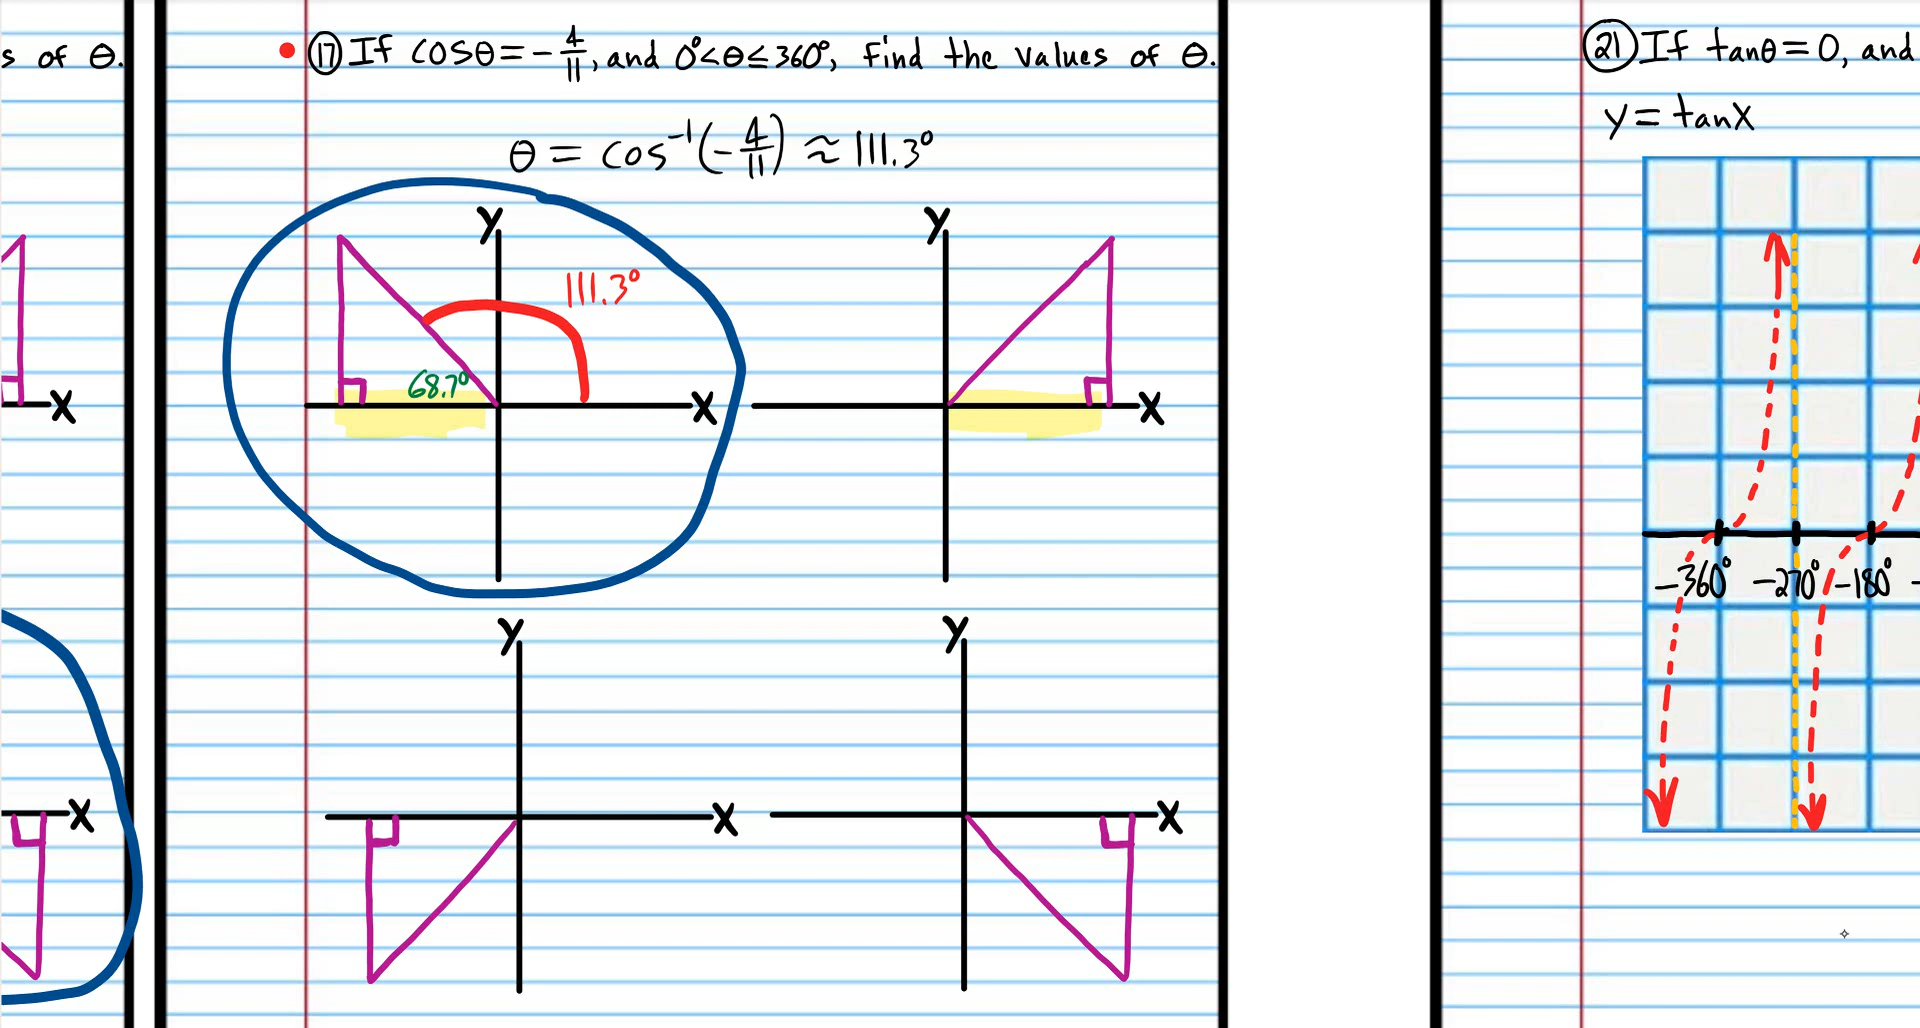 s of θ.
x
x
⑰ If cosθ = -4/11, and 0° < θ ≤ 360°, find the values of θ.
θ = cos⁻¹(-4/11) ≈ 111.3°
y
111.3°
68.7°
x
y
x
y
x
y
x
㉑ If tanθ = 0, and
y = tanx
-360° -270° -180° -